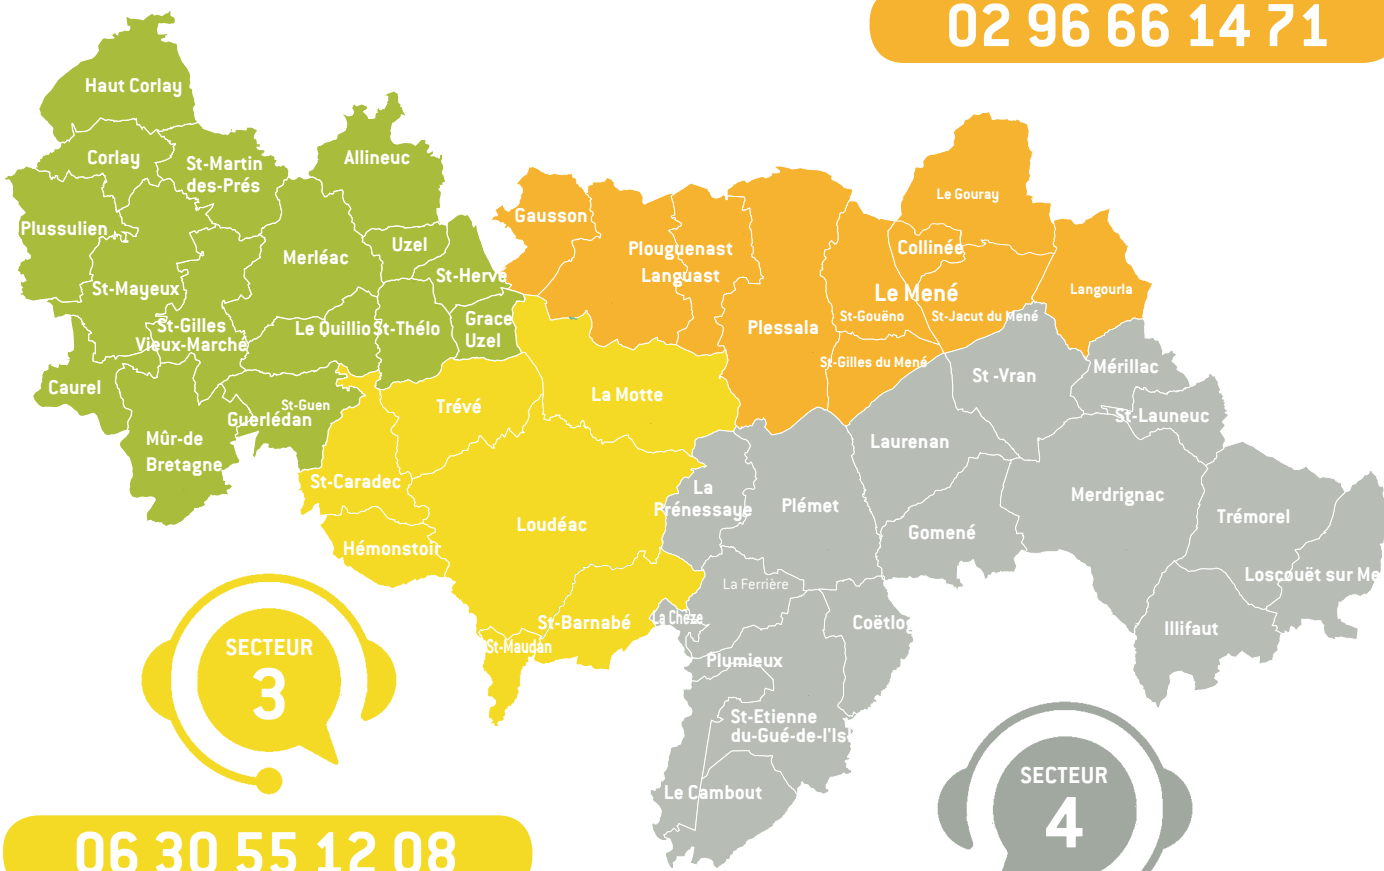 02 96 66 14 71
Haut Corlay
Corlay
St-Martin
des-Prés
Allineuc
Plussulien
St-Mayeux
Merléac
Uzel
St-Hervé
St-Gilles
Vieux-Marché
Le Quillio
St-Thélo
Grace
Uzel
Caurel
St-Guen
Guerlédan
Mûr-de
Bretagne
Gausson
Plouguenast
Languast
Plessala
Le Gouray
Collinée
Le Mené
Langourla
St-Gouëno
St-Jacut du Mené
St-Gilles du Mené
La Motte
Trévé
St-Caradec
Loudéac
Hémonstoir
St-Barnabé
St-Maudan
St -Vran
Mérillac
St-Launeuc
Laurenan
La
Prénessaye
Plémet
Merdrignac
Gomené
Trémorel
Loscouët sur Me
La Ferrière
La Chèze
Coëtlog
Illifaut
Plumieux
St-Etienne
du-Gué-de-l'Is
Le Cambout
SECTEUR
3
06 30 55 12 08
SECTEUR
4